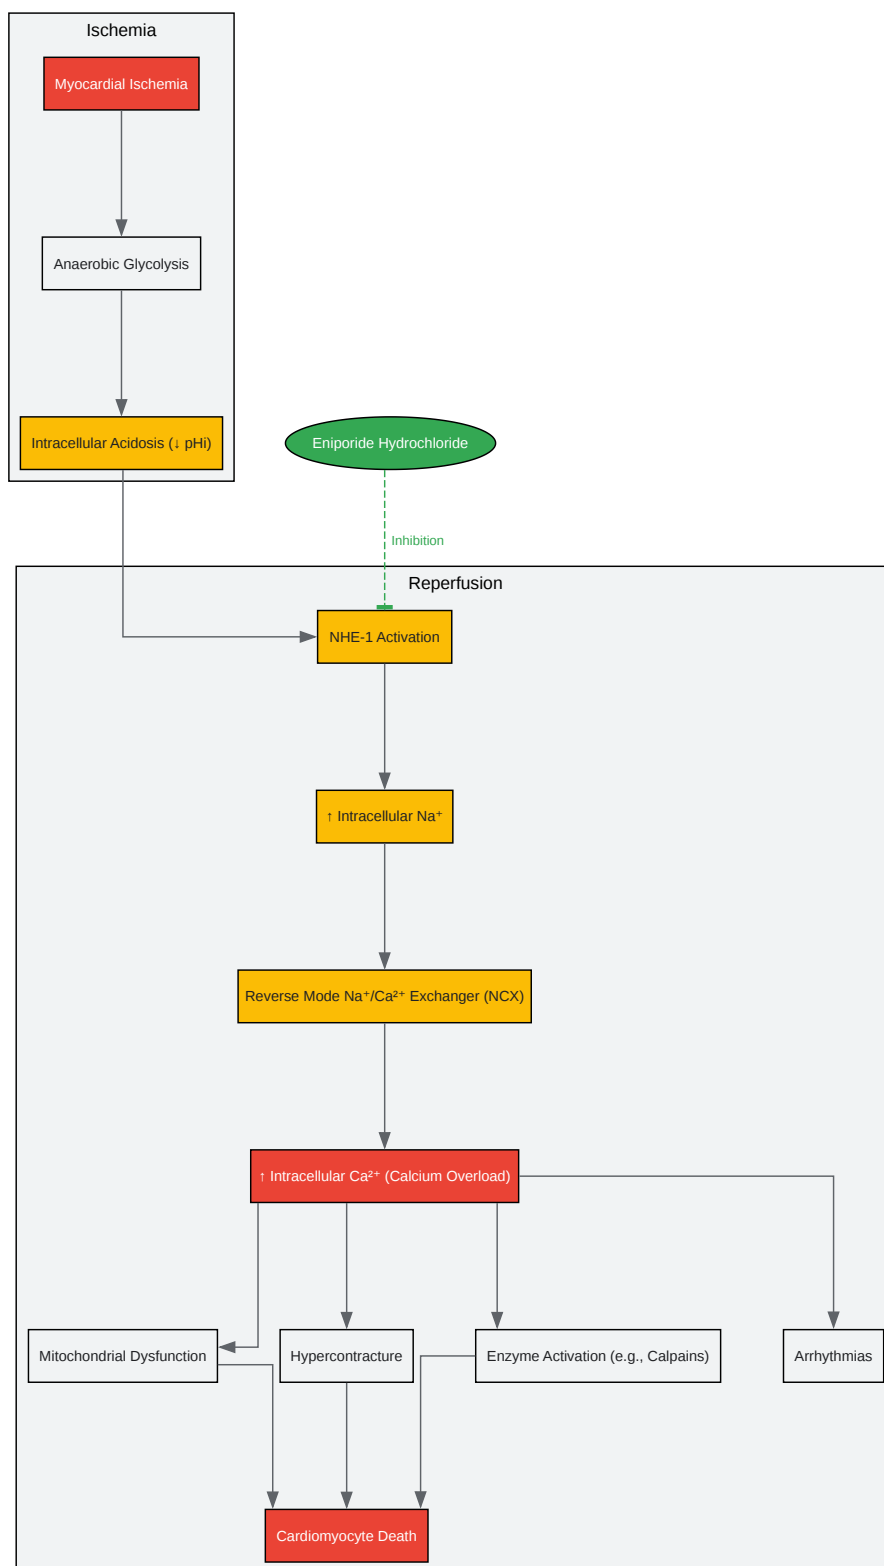 Ischemia
Myocardial Ischemia
Anaerobic Glycolysis
Intracellular Acidosis (↓ pHi)
Eniporide Hydrochloride
Inhibition
Reperfusion
NHE-1 Activation
↑ Intracellular Na⁺
Reverse Mode Na⁺/Ca²⁺ Exchanger (NCX)
↑ Intracellular Ca²⁺ (Calcium Overload)
Mitochondrial Dysfunction
Hypercontracture
Enzyme Activation (e.g., Calpains)
Arrhythmias
Cardiomyocyte Death